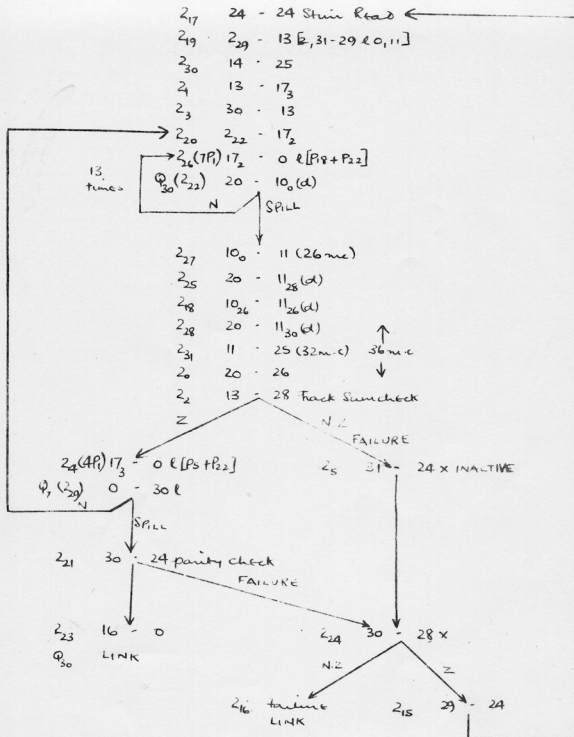 2₁₇ 24 - 24 Start Read
2₁₉ 2₂₉ - 13 [2,31-29 l 0,11]
2₃₀ 14 - 25
2₁ 13 - 17₃
2₃ 30 - 13
2₂₀ 2₂₂ - 17₂
2₂₆ (7P₁) 17₂ - 0 l [P₁₈ + P₂₂]
13 times
Q₃₀ (2₂₂) 20 - 10₀ (d)
N SPILL
2₂₇ 10₀ - 11 (26 mc)
2₂₅ 20 - 11₂₈ (d)
2₁₈ 10₂₆ - 11₂₆ (d)
2₂₈ 20 - 11₃₀ (d)
2₃₁ 11 - 25 (32 m.c) 36 m.c
2₀ 20 - 26
2₂ 13 - 28 Track Sumcheck
Z N.Z
FAILURE
2₄ (4P₁) 17₃ - 0 l [P₅ + P₂₂] 2₅ 31 - 24 x INACTIVE
Q₁ (2₂₉) 0 - 30 l
N
SPILL
2₂₁ 30 - 24 parity check
FAILURE
2₂₃ 16 - 0 2₂₄ 30 - 28 x
Q₃₀ LINK
N.Z Z
2₁₆ failure 2₁₅ 29 - 24
LINK